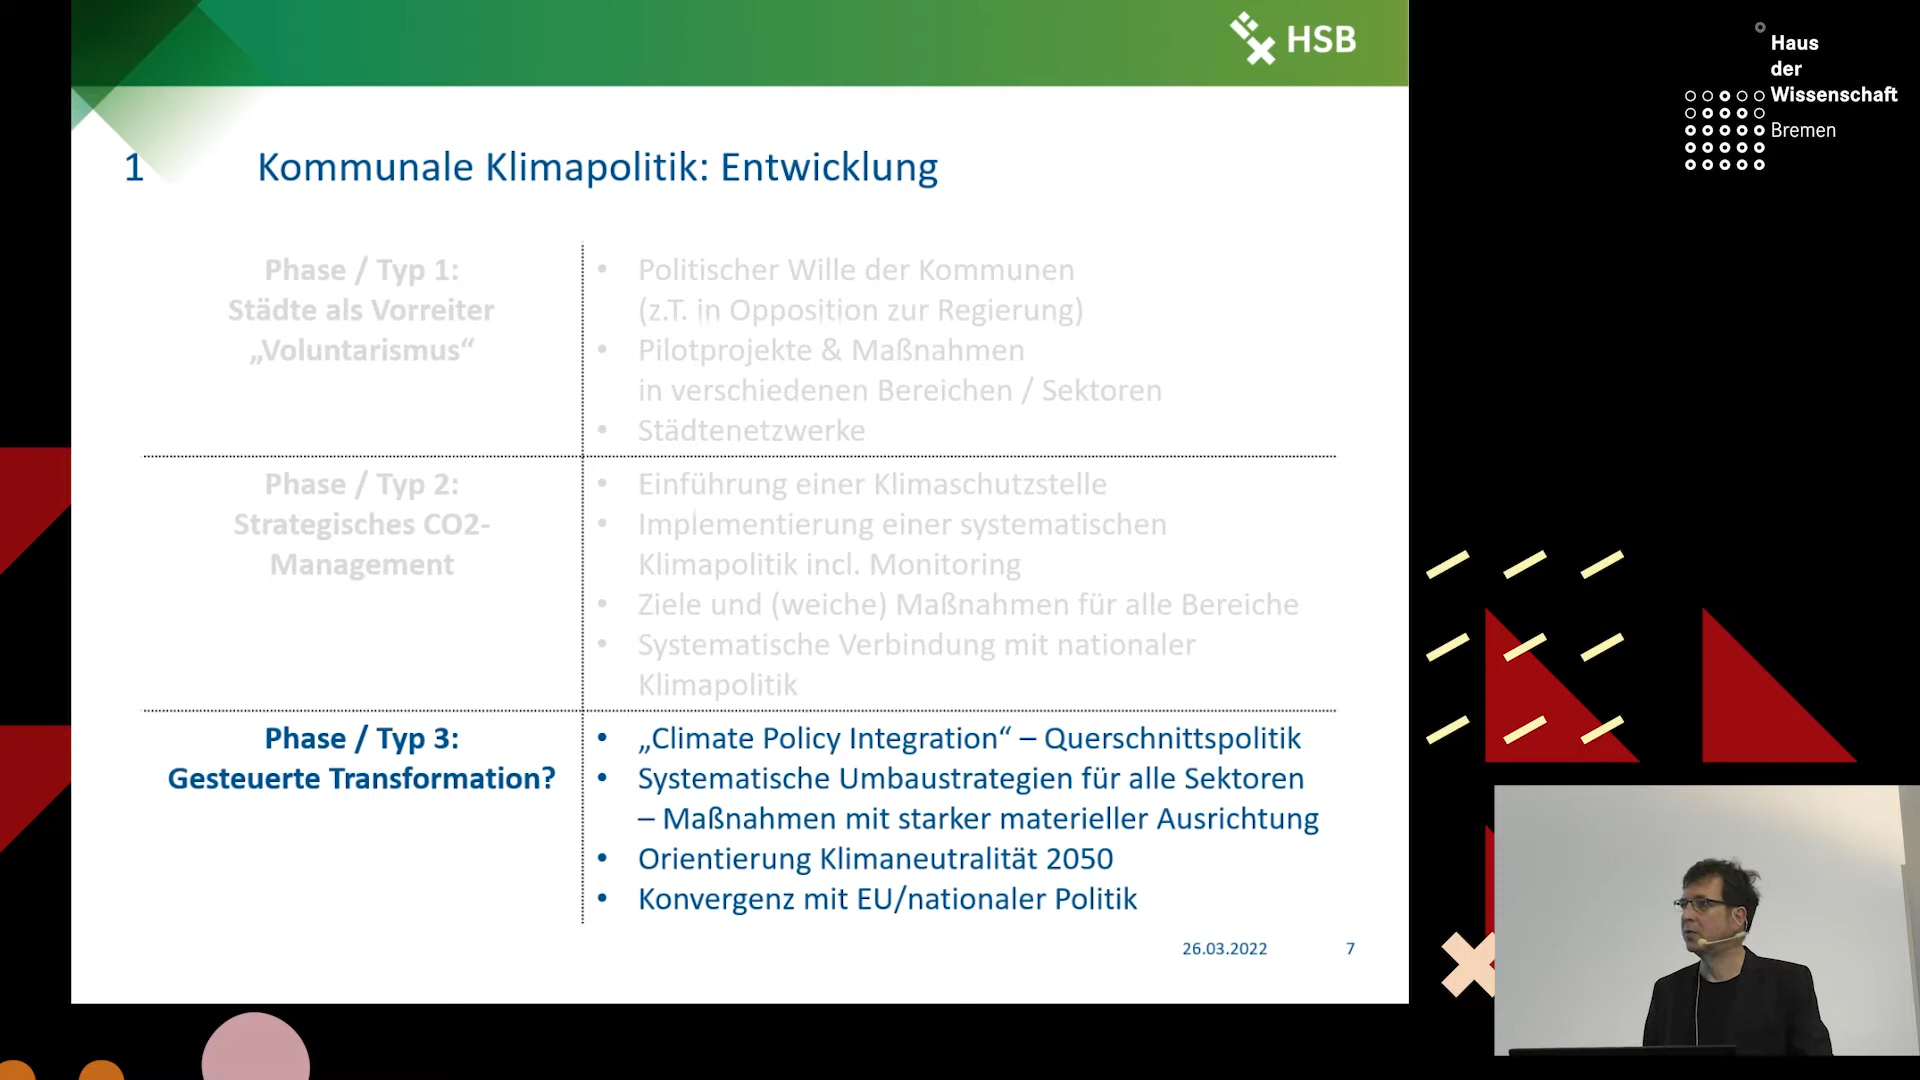 HSB
Haus
der
Wissenschaft
Bremen
1 Kommunale Klimapolitik: Entwicklung
Phase / Typ 1:
Städte als Vorreiter
„Voluntarismus“
• Politischer Wille der Kommunen
(z.T. in Opposition zur Regierung)
• Pilotprojekte & Maßnahmen
in verschiedenen Bereichen / Sektoren
• Städtenetzwerke
Phase / Typ 2:
Strategisches CO2-
Management
• Einführung einer Klimaschutzstelle
• Implementierung einer systematischen
Klimapolitik incl. Monitoring
• Ziele und (weiche) Maßnahmen für alle Bereiche
• Systematische Verbindung mit nationaler
Klimapolitik
Phase / Typ 3:
Gesteuerte Transformation?
• „Climate Policy Integration“ – Querschnittspolitik
• Systematische Umbaustrategien für alle Sektoren
– Maßnahmen mit starker materieller Ausrichtung
• Orientierung Klimaneutralität 2050
• Konvergenz mit EU/nationaler Politik
26.03.2022 7